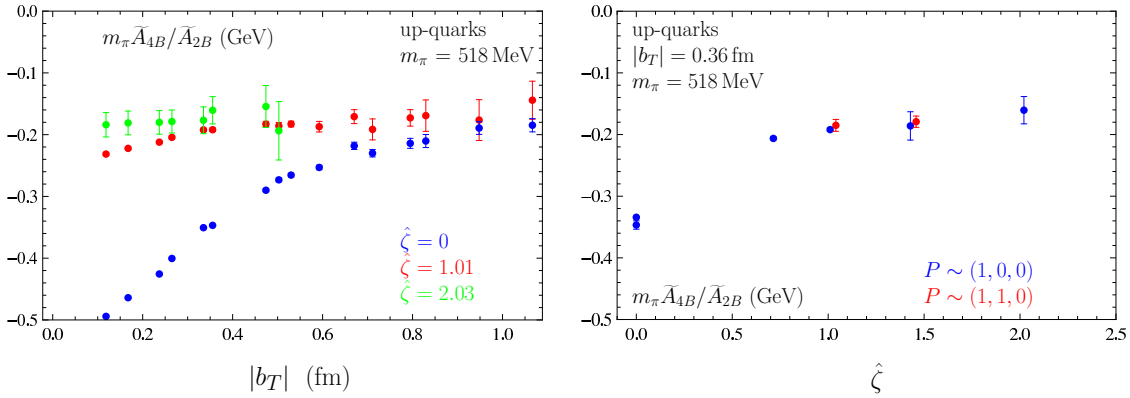 m_π Ã_{4B}/Ã_{2B} (GeV)
up-quarks
m_π = 518 MeV
ζ̂ = 0
ζ̂ = 1.01
ζ̂ = 2.03
0.0
−0.1
−0.2
−0.3
−0.4
−0.5
0.0 0.2 0.4 0.6 0.8 1.0
|b_T| (fm)
up-quarks
|b_T| = 0.36 fm
m_π = 518 MeV
P ∼ (1, 0, 0)
P ∼ (1, 1, 0)
m_π Ã_{4B}/Ã_{2B} (GeV)
0.0
−0.1
−0.2
−0.3
−0.4
−0.5
0.0 0.5 1.0 1.5 2.0 2.5
ζ̂